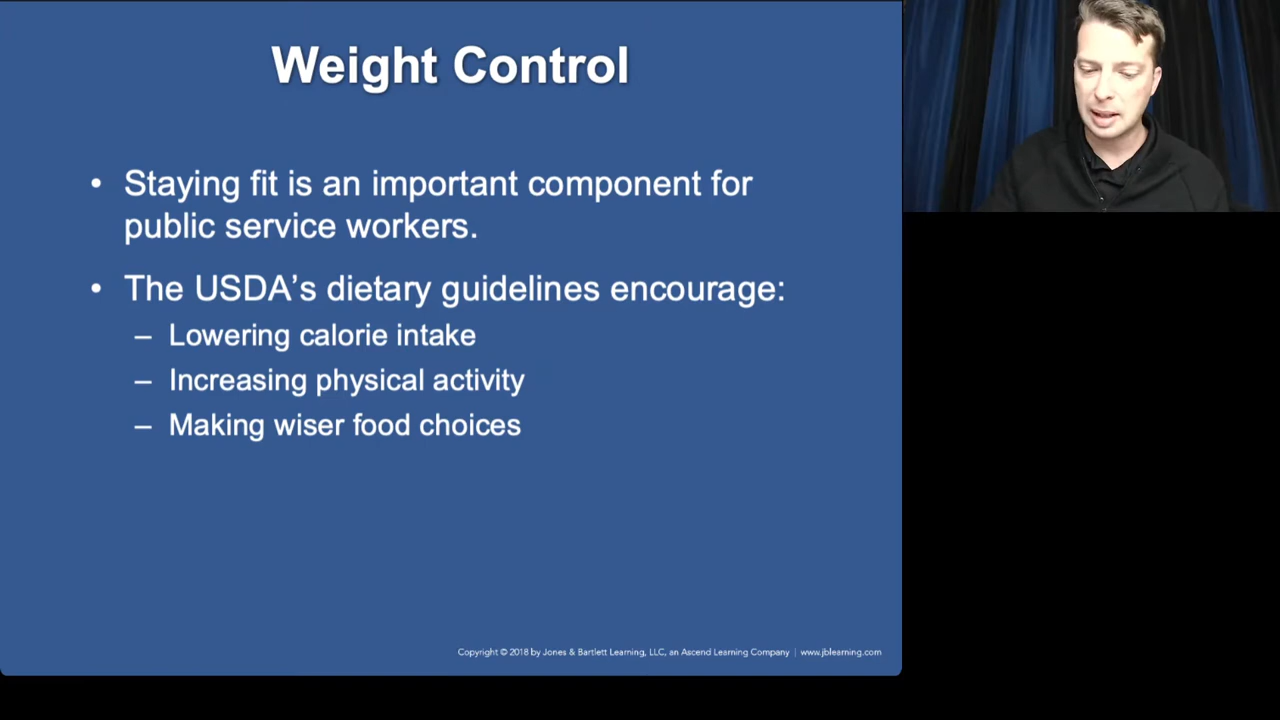 Weight Control
• Staying fit is an important component for
public service workers.
• The USDA’s dietary guidelines encourage:
– Lowering calorie intake
– Increasing physical activity
– Making wiser food choices
Copyright © 2018 by Jones & Bartlett Learning, LLC, an Ascend Learning Company | www.jblearning.com